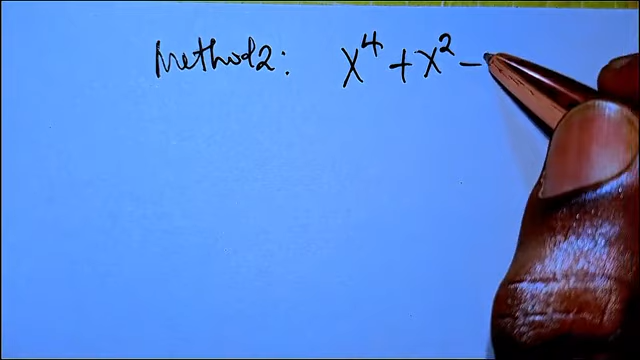 Method2: x⁴ + x² -